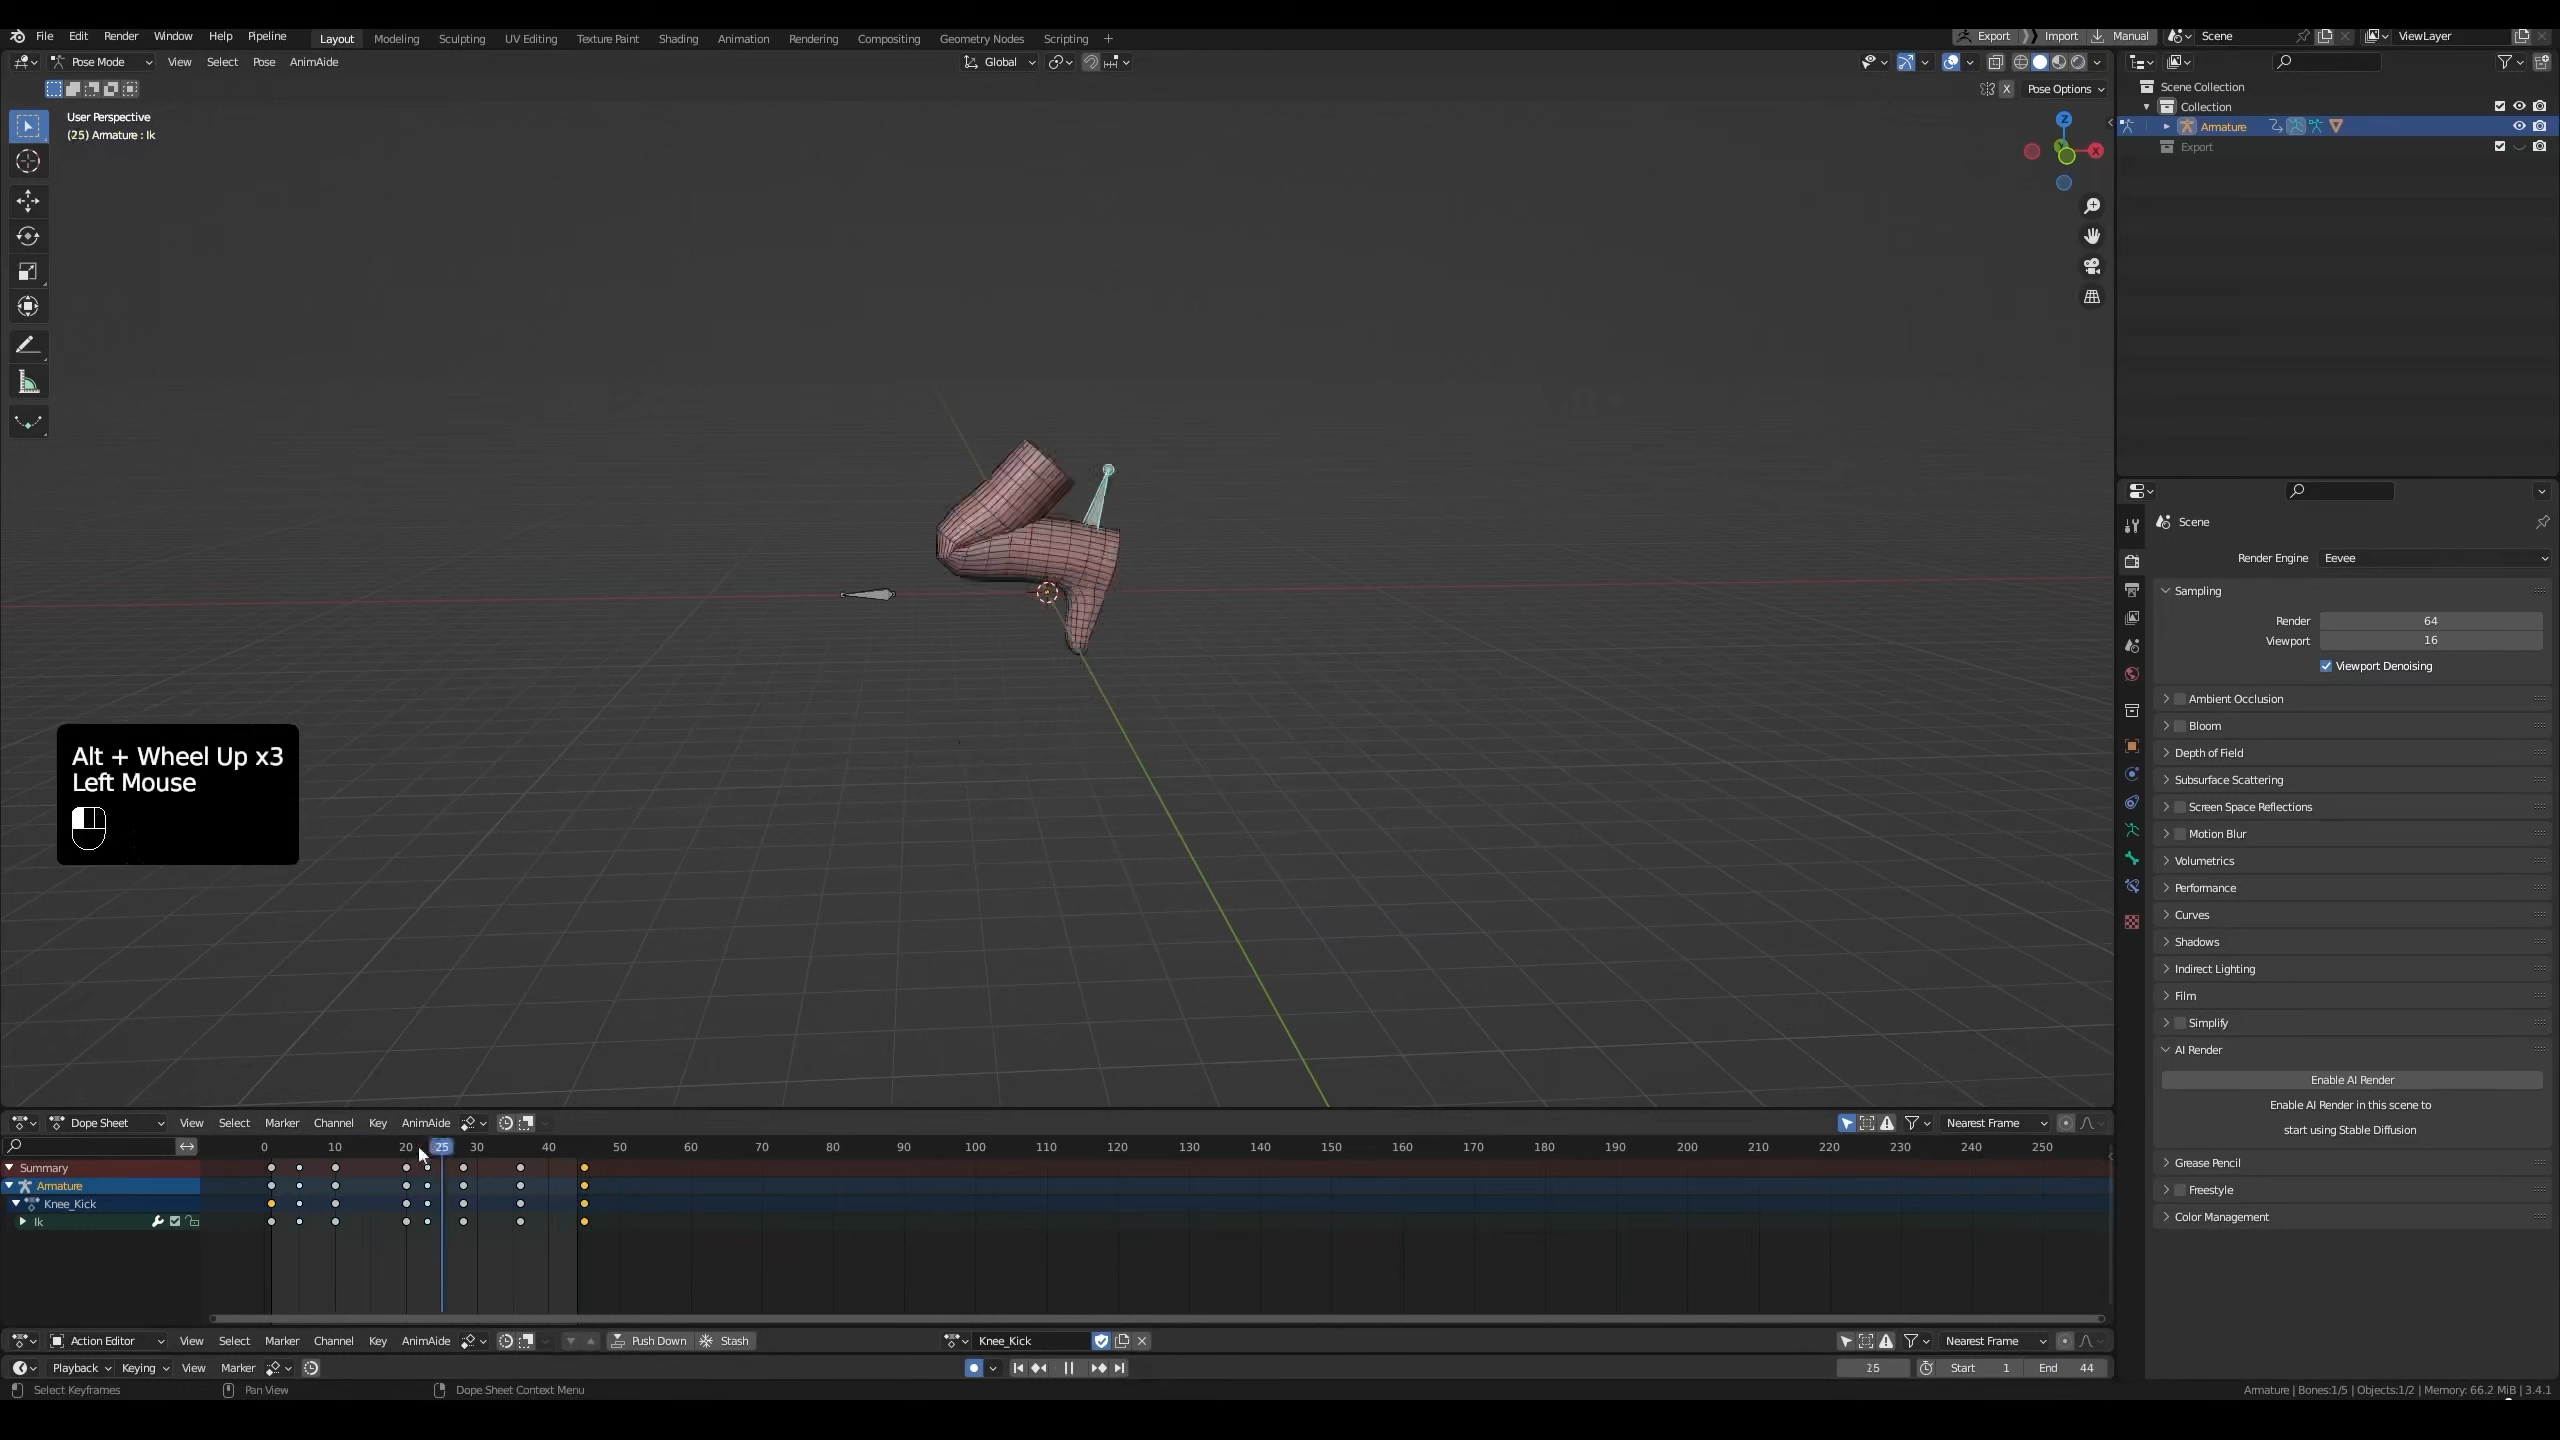 File Edit Render Window Help Pipeline Layout Modeling Sculpting UV Editing Texture Paint Shading Animation Rendering Compositing Geometry Nodes Scripting + Export Import Manual Scene ViewLayer
Pose Mode View Select Pose AnimAide Global
X Pose Options
User Perspective
(25) Armature : Ik
Z
X
Scene Collection
Collection
Armature
Export
Scene
Render Engine Eevee
Sampling
Render 64
Viewport 16
Viewport Denoising
Ambient Occlusion
Bloom
Depth of Field
Subsurface Scattering
Screen Space Reflections
Motion Blur
Volumetrics
Performance
Curves
Shadows
Indirect Lighting
Film
Simplify
AI Render
Enable AI Render
Enable AI Render in this scene to
start using Stable Diffusion
Grease Pencil
Freestyle
Color Management
Alt + Wheel Up x3
Left Mouse
Dope Sheet View Select Marker Channel Key AnimAide Nearest Frame
0 10 20 25 30 40 50 60 70 80 90 100 110 120 130 140 150 160 170 180 190 200 210 220 230 240 250
Summary
Armature
Knee_Kick
Ik
Action Editor View Select Marker Channel Key AnimAide Push Down Stash Knee_Kick Nearest Frame
Playback Keying View Marker 25 Start 1 End 44
Select Keyframes Pan View Dope Sheet Context Menu Armature | Bones:1/5 | Objects:1/2 | Memory: 66.2 MiB | 3.4.1